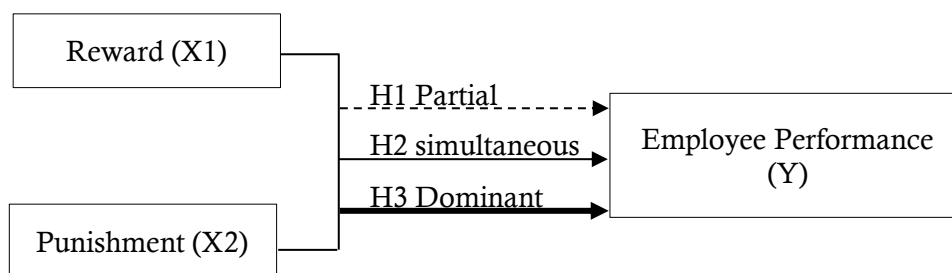 Reward (X1)
H1 Partial
H2 simultaneous
H3 Dominant
Employee Performance
(Y)
Punishment (X2)